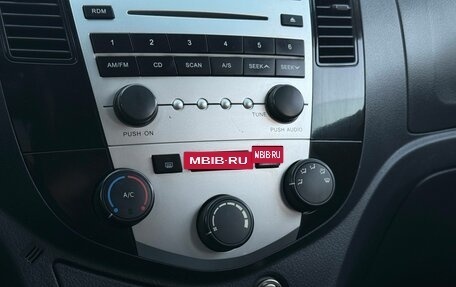 RDM
1 2 3 4 5 6
AM/FM CD SCAN A/S SEEK∧ SEEK∨
TUNE
PUSH ON PUSH AUDIO
MBIB-RU MBIB-RU
A/C